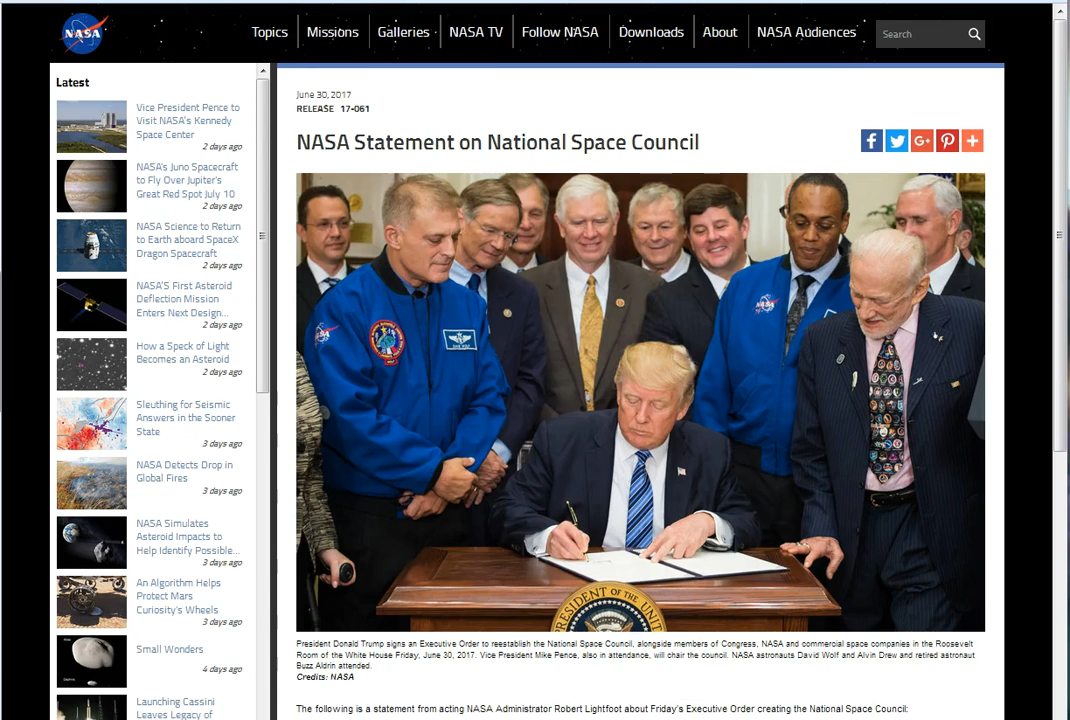 NASA
Topics
Missions
Galleries
NASA TV
Follow NASA
Downloads
About
NASA Audiences
Search
Latest
Vice President Pence to
Visit NASA's Kennedy
Space Center
2 days ago
NASA's Juno Spacecraft
to Fly Over Jupiter's
Great Red Spot July 10
2 days ago
NASA Science to Return
to Earth aboard SpaceX
Dragon Spacecraft
2 days ago
NASA'S First Asteroid
Deflection Mission
Enters Next Design...
2 days ago
How a Speck of Light
Becomes an Asteroid
2 days ago
Sleuthing for Seismic
Answers in the Sooner
State
3 days ago
NASA Detects Drop in
Global Fires
3 days ago
NASA Simulates
Asteroid Impacts to
Help Identify Possible...
3 days ago
An Algorithm Helps
Protect Mars
Curiosity's Wheels
3 days ago
Small Wonders
4 days ago
Launching Cassini
Leaves Legacy of
June 30, 2017
RELEASE 17-061
NASA Statement on National Space Council
G+
NASA
NASA
PRESIDENT OF THE UN
President Donald Trump signs an Executive Order to reestablish the National Space Council, alongside members of Congress, NASA and commercial space companies in the Roosevelt
Room of the White House Friday, June 30, 2017. Vice President Mike Pence, also in attendance, will chair the council. NASA astronauts David Wolf and Alvin Drew and retired astronaut
Buzz Aldrin attended.
Credits: NASA
The following is a statement from acting NASA Administrator Robert Lightfoot about Friday's Executive Order creating the National Space Council: